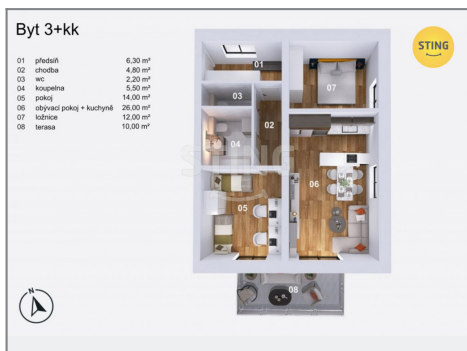 Byt 3+kk
01 předsíň 6,30 m²
02 chodba 4,80 m²
03 wc 2,20 m²
04 koupelna 5,50 m²
05 pokoj 14,00 m²
06 obývací pokoj + kuchyně 26,00 m²
07 ložnice 12,00 m²
08 terasa 10,00 m²
STING
01
03
07
02
04
STING
05
06
08
N